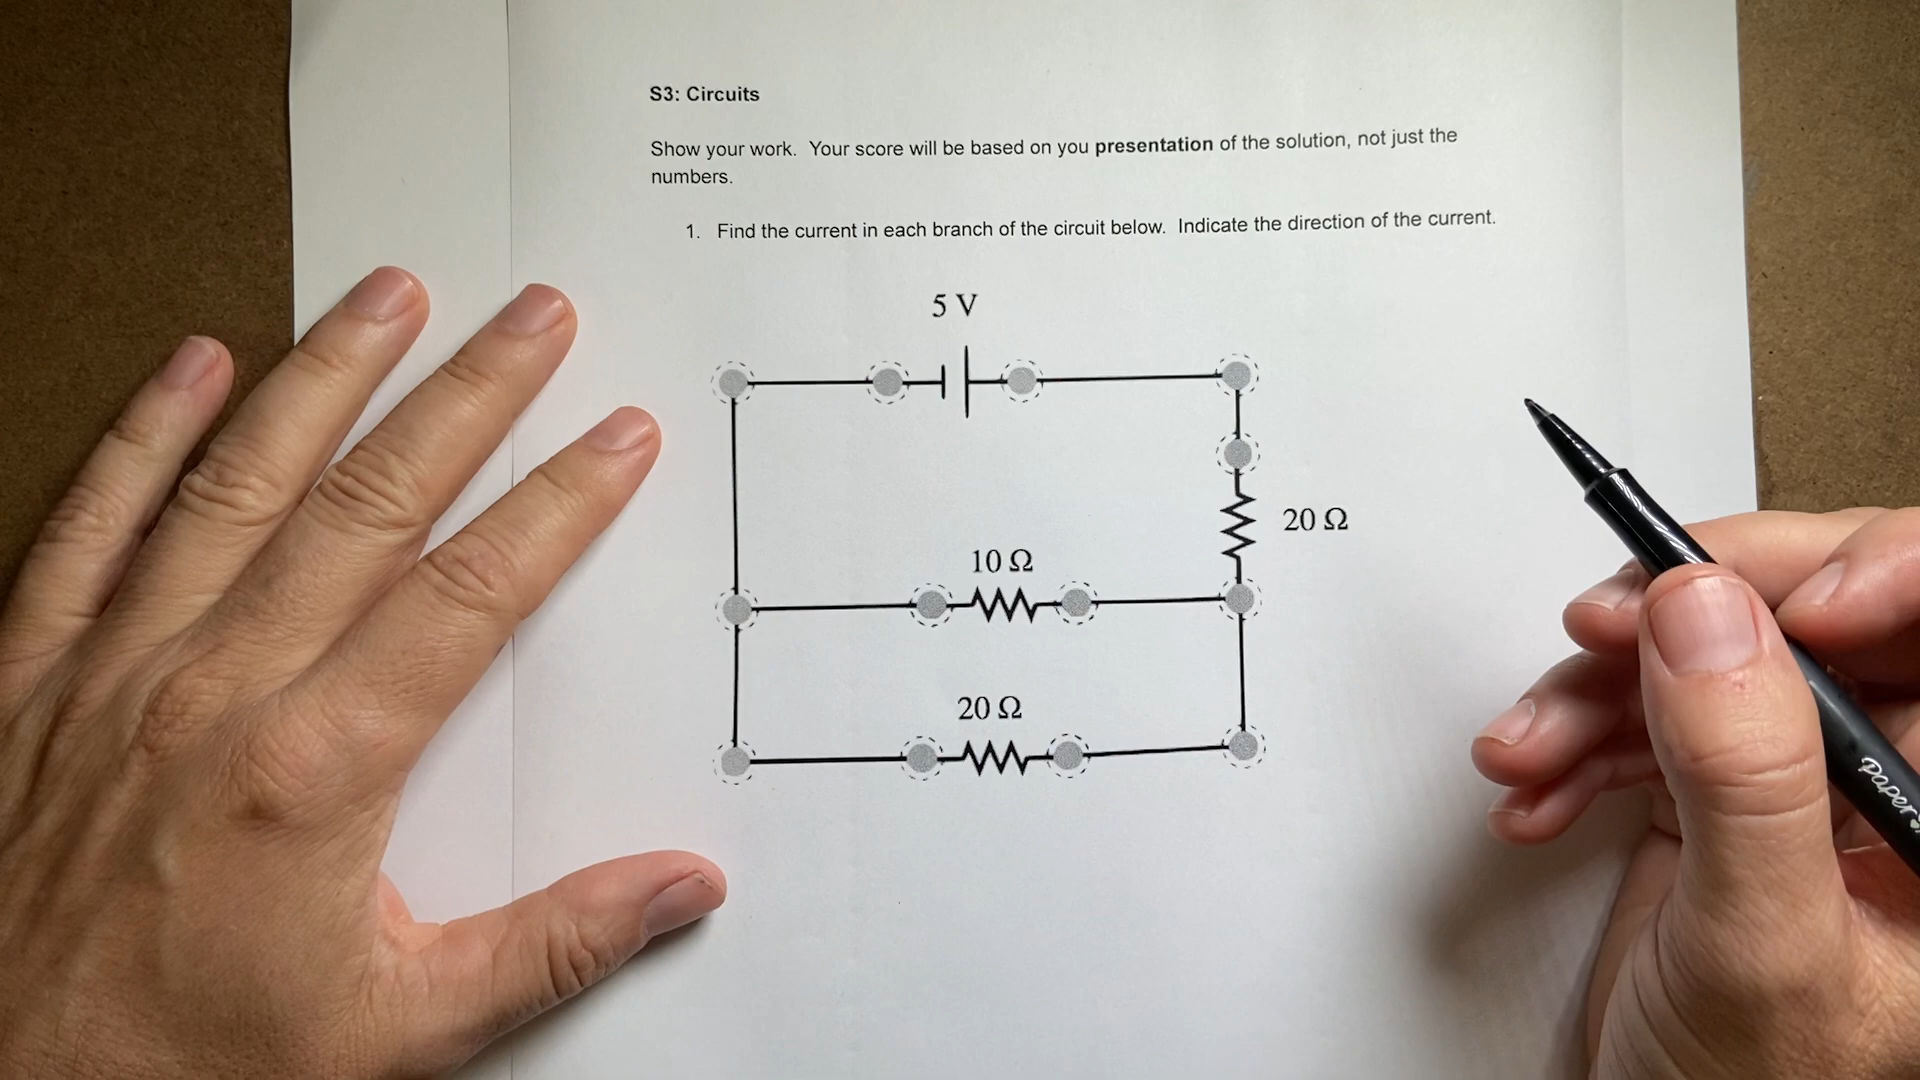 S3: Circuits
Show your work. Your score will be based on you presentation of the solution, not just the
numbers.
1. Find the current in each branch of the circuit below. Indicate the direction of the current.
5 V
20 Ω
10 Ω
20 Ω